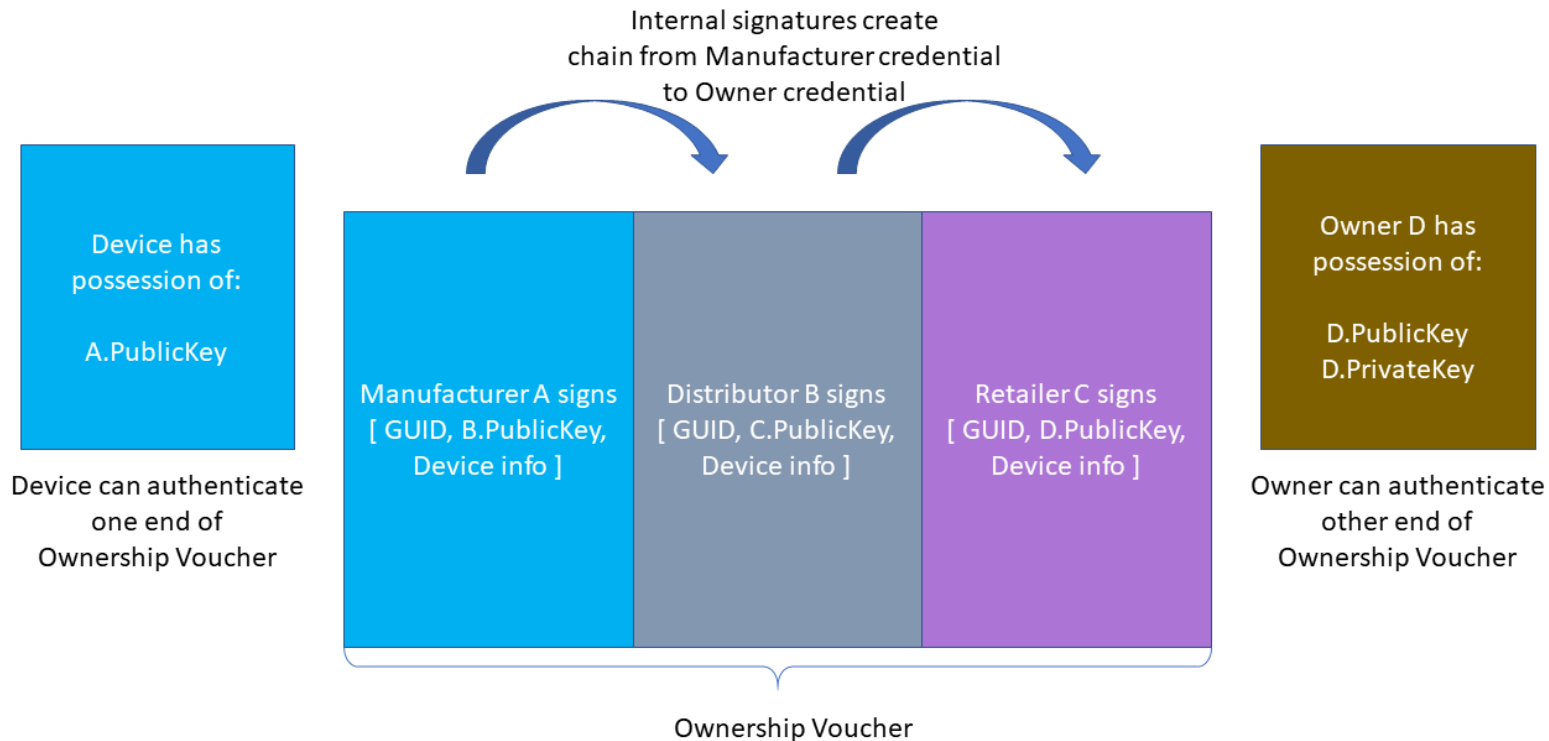 Internal signatures create
chain from Manufacturer credential
to Owner credential
Device has
possession of:
A.PublicKey
Device can authenticate
one end of
Ownership Voucher
Manufacturer A signs
[ GUID, B.PublicKey,
Device info ]
Distributor B signs
[ GUID, C.PublicKey,
Device info ]
Retailer C signs
[ GUID, D.PublicKey,
Device info ]
Owner D has
possession of:
D.PublicKey
D.PrivateKey
Owner can authenticate
other end of
Ownership Voucher
Ownership Voucher